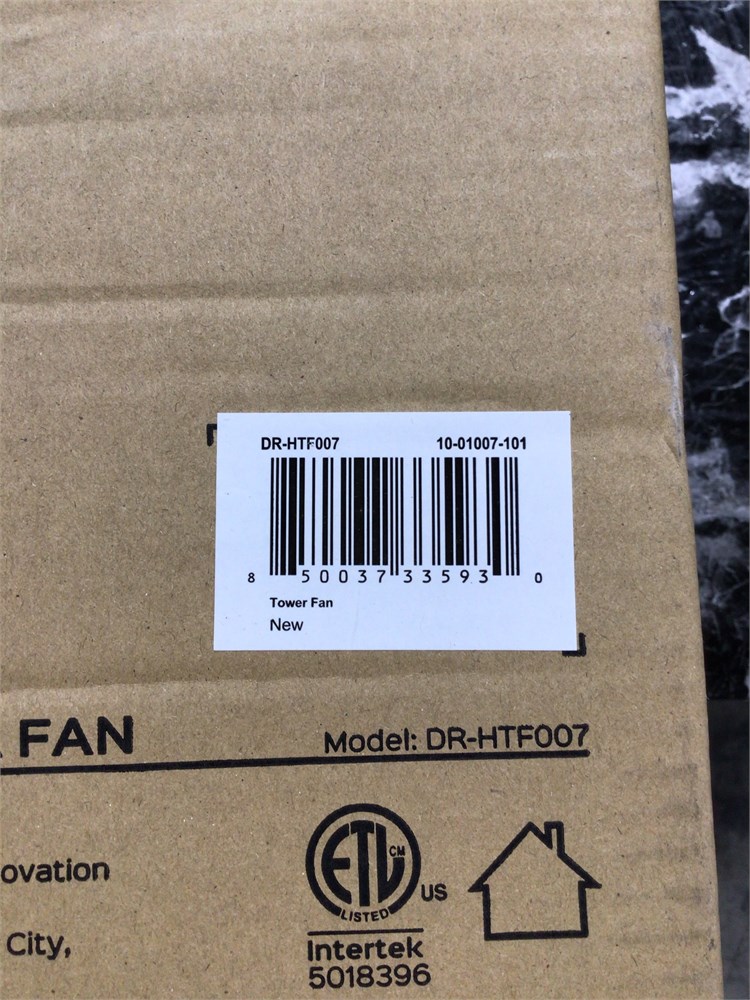 DR-HTF007 10-01007-101
8 50037 33593 0
Tower Fan
New
FAN
Model: DR-HTF007
ovation
City,
ETL CM
LISTED
US
Intertek
5018396